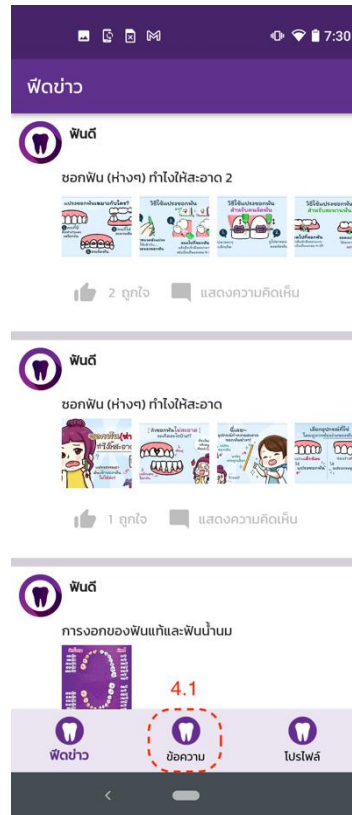 7:30
ฟีดข่าว
ฟันดี
ซอกฟัน (ห่างๆ) ทำไงให้สะอาด 2
2 ถูกใจ แสดงความคิดเห็น
ฟันดี
ซอกฟัน (ห่างๆ) ทำไงให้สะอาด
1 ถูกใจ แสดงความคิดเห็น
ฟันดี
การงอกของฟันแท้และฟันน้ำนม
4.1
ฟีดข่าว ข้อความ โปรไฟล์